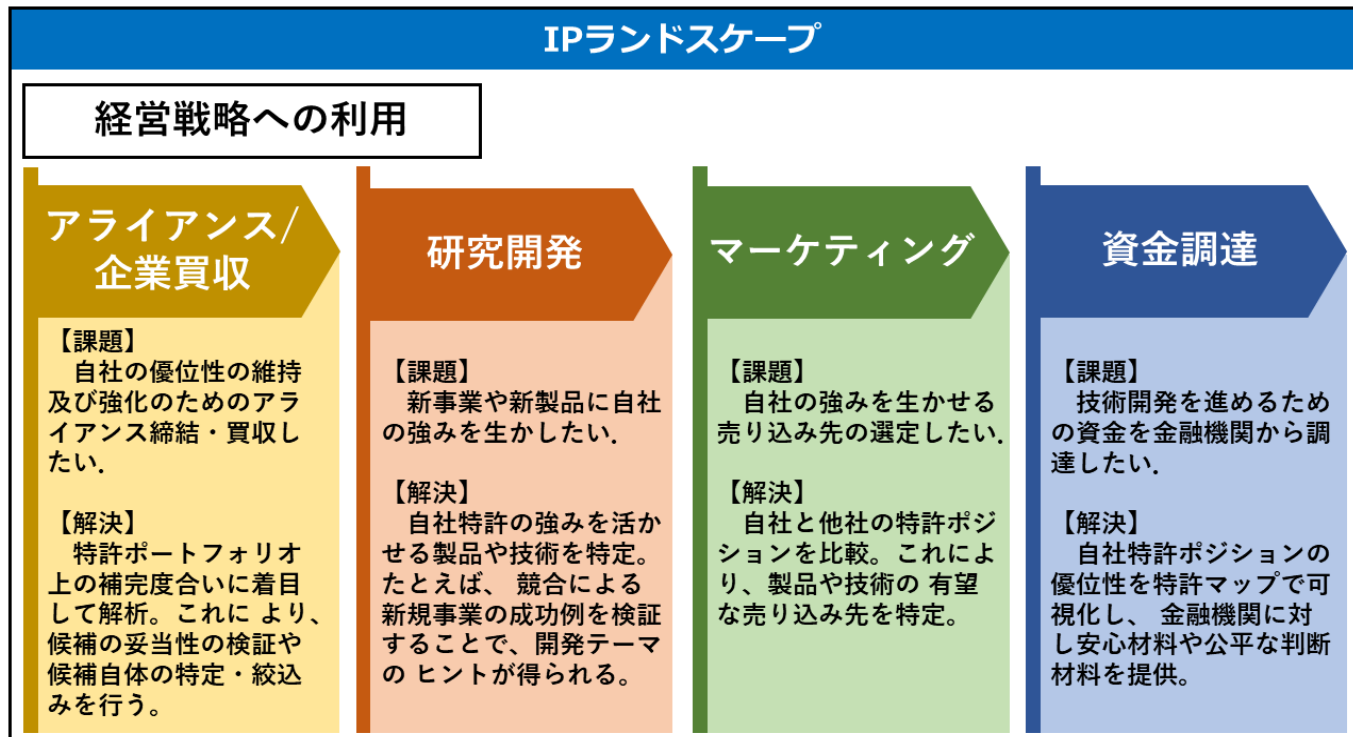 IPランドスケープ
経営戦略への利用
アライアンス/
企業買収
【課題】
　自社の優位性の維持
及び強化のためのアラ
イアンス締結・買収し
たい.
【解決】
　特許ポートフォリオ
上の補完度合いに着目
して解析。これに より、
候補の妥当性の検証や
候補自体の特定・絞込
みを行う。
研究開発
【課題】
　新事業や新製品に自社
の強みを生かしたい.
【解決】
　自社特許の強みを活か
せる製品や技術を特定。
たとえば、 競合による
新規事業の成功例を検証
することで、開発テーマ
の ヒントが得られる。
マーケティング
【課題】
　自社の強みを生かせる
売り込み先の選定したい.
【解決】
　自社と他社の特許ポジ
ションを比較。これによ
り、製品や技術の 有望
な売り込み先を特定。
資金調達
【課題】
　技術開発を進めるため
の資金を金融機関から調
達したい.
【解決】
　自社特許ポジションの
優位性を特許マップで可
視化し、 金融機関に対
し安心材料や公平な判断
材料を提供。